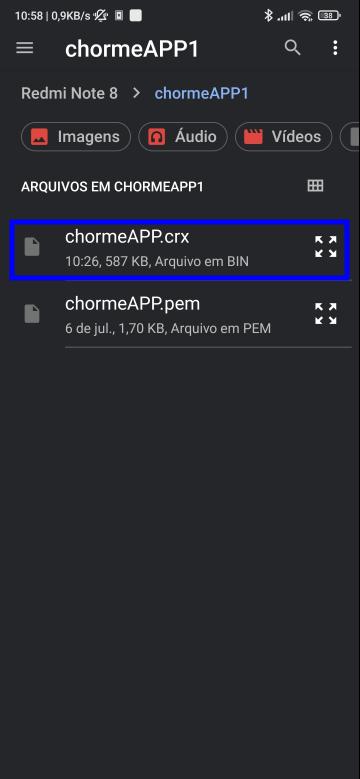 10:58 | 0,9KB/s
38
chormeAPP1
Redmi Note 8 > chormeAPP1
Imagens Áudio Vídeos
ARQUIVOS EM CHORMEAPP1
chormeAPP.crx
10:26, 587 KB, Arquivo em BIN
chormeAPP.pem
6 de jul., 1,70 KB, Arquivo em PEM